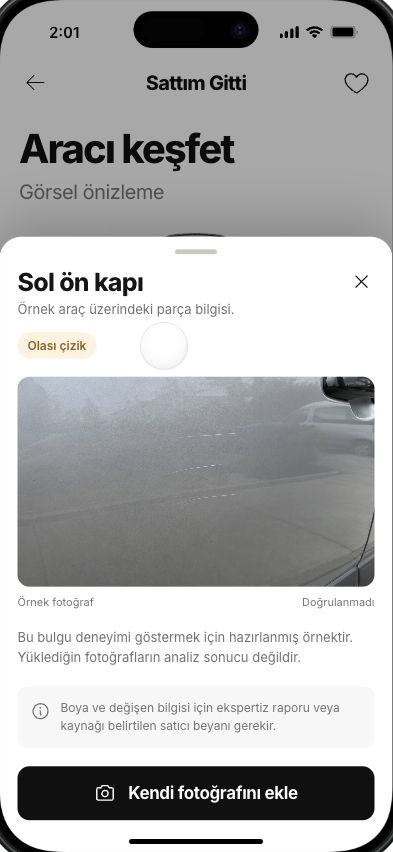 2:01
Sattım Gitti
Aracı keşfet
Görsel önizleme
Sol ön kapı
Örnek araç üzerindeki parça bilgisi.
Olası çizik
Örnek fotoğraf
Doğrulanmadı
Bu bulgu deneyimi göstermek için hazırlanmış örnektir.
Yüklediğin fotoğrafların analiz sonucu değildir.
Boya ve değişen bilgisi için ekspertiz raporu veya
kaynağı belirtilen satıcı beyanı gerekir.
Kendi fotoğrafını ekle